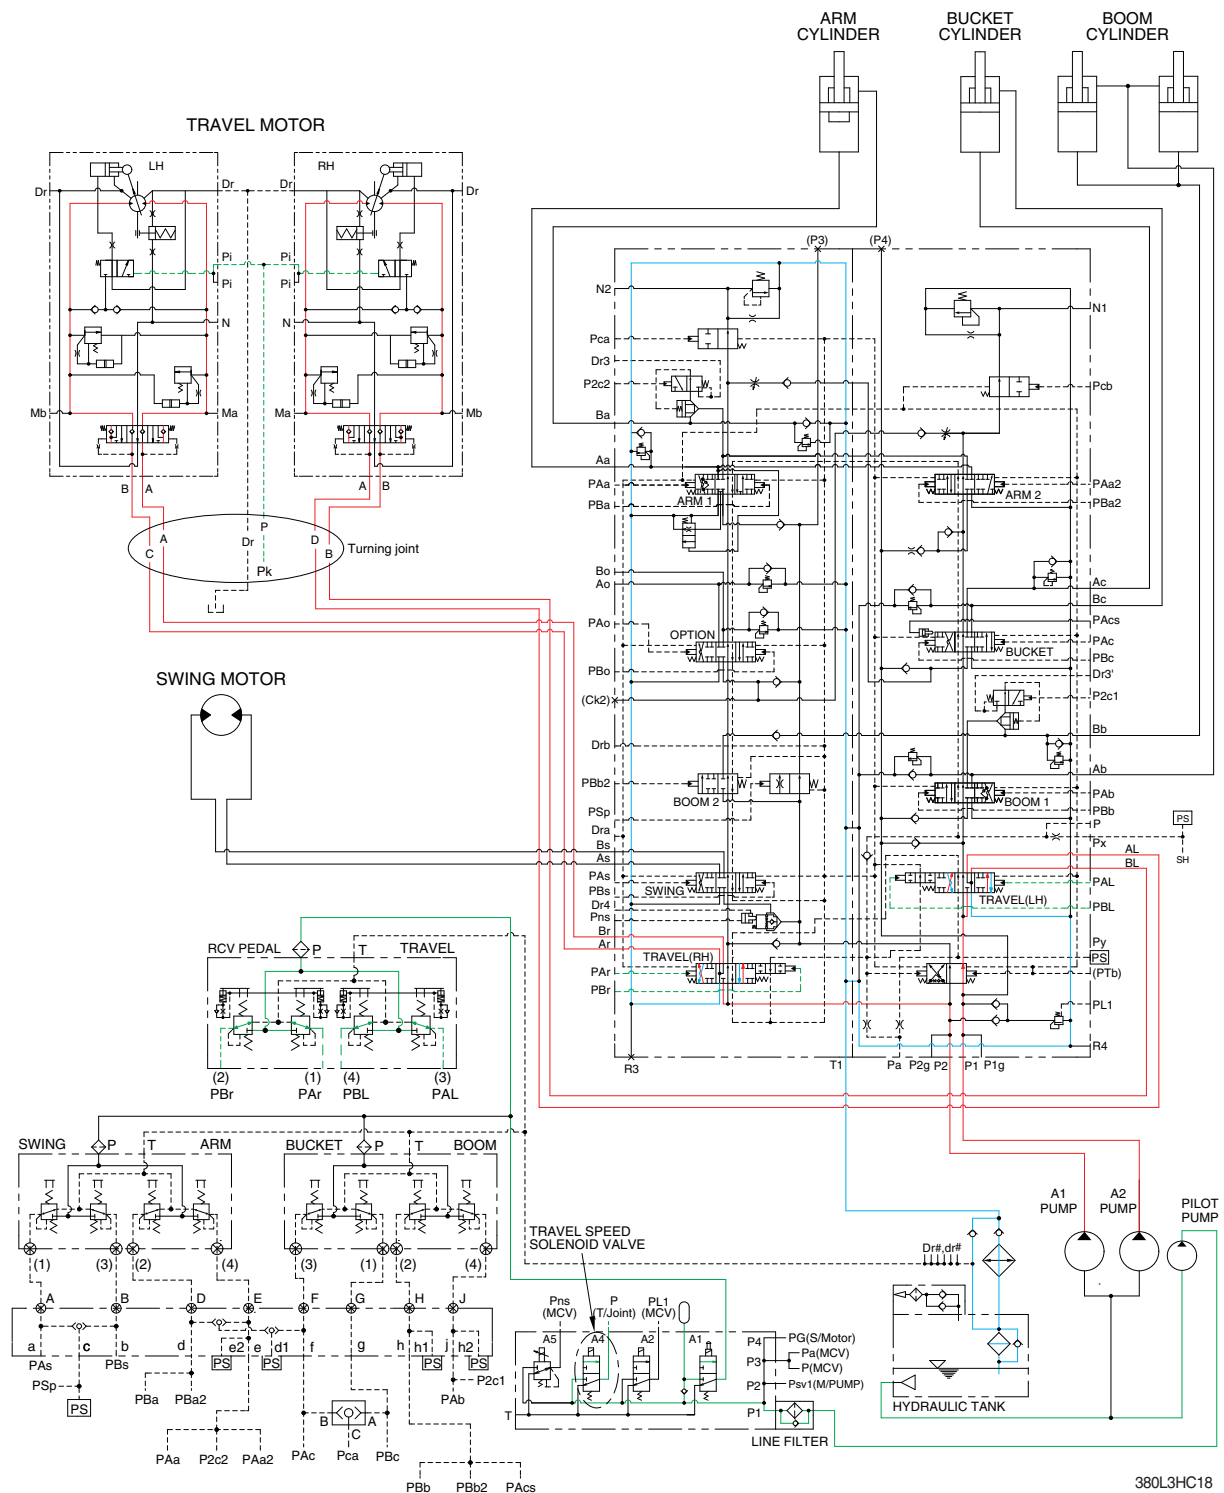 ARM
CYLINDER
BUCKET
CYLINDER
BOOM
CYLINDER
TRAVEL MOTOR
LH
RH
Dr
Dr
Dr
Dr
Pi
Pi
Pi
Pi
N
N
Mb
Ma
Ma
Mb
B
A
A
B
A
C
Dr
P
D
B
Pk
Turning joint
SWING MOTOR
(P3)
(P4)
N2
Pca
Dr3
P2c2
Ba
Aa
PAa
PBa
ARM 1
Bo
Ao
PAo
OPTION
PBo
(Ck2)
Drb
PBb2
BOOM 2
PSp
Dra
Bs
As
PAs
PBs
SWING
Dr4
Pns
Br
Ar
TRAVEL(RH)
PAr
PBr
R3
T1
Pa
P2g
P2
P1
P1g
N1
Pcb
PAa2
ARM 2
PBa2
Ac
Bc
PAcs
PAc
BUCKET
PBc
Dr3'
P2c1
Bb
Ab
PAb
BOOM 1
PBb
P
PS
Px
SH
AL
BL
PAL
TRAVEL(LH)
PBL
Py
PS
(PTb)
PL1
R4
RCV PEDAL
P
T
TRAVEL
(2)
(1)
(4)
(3)
PBr
PAr
PBL
PAL
SWING
P
T
ARM
BUCKET
P
T
BOOM
(1)
(3)
(2)
(4)
(3)
(1)
(2)
(4)
A
B
D
E
F
G
H
J
a
c
b
d
e2
e
d1
f
g
h
h1
j
h2
PS
PS
PS
PS
PAs
PBs
PSp
PS
PBa
PBa2
PAa
P2c2
PAa2
PAc
B
A
C
Pca
PBc
PAb
P2c1
PBb
PBb2
PAcs
TRAVEL SPEED
SOLENOID VALVE
Pns
(MCV)
P
(T/Joint)
PL1
(MCV)
A5
A4
A2
A1
T
P4
P3
P2
P1
PG(S/Motor)
Pa(MCV)
P(MCV)
Psv1(M/PUMP)
LINE FILTER
A1
PUMP
A2
PUMP
PILOT
PUMP
Dr#,dr#
HYDRAULIC TANK
380L3HC18